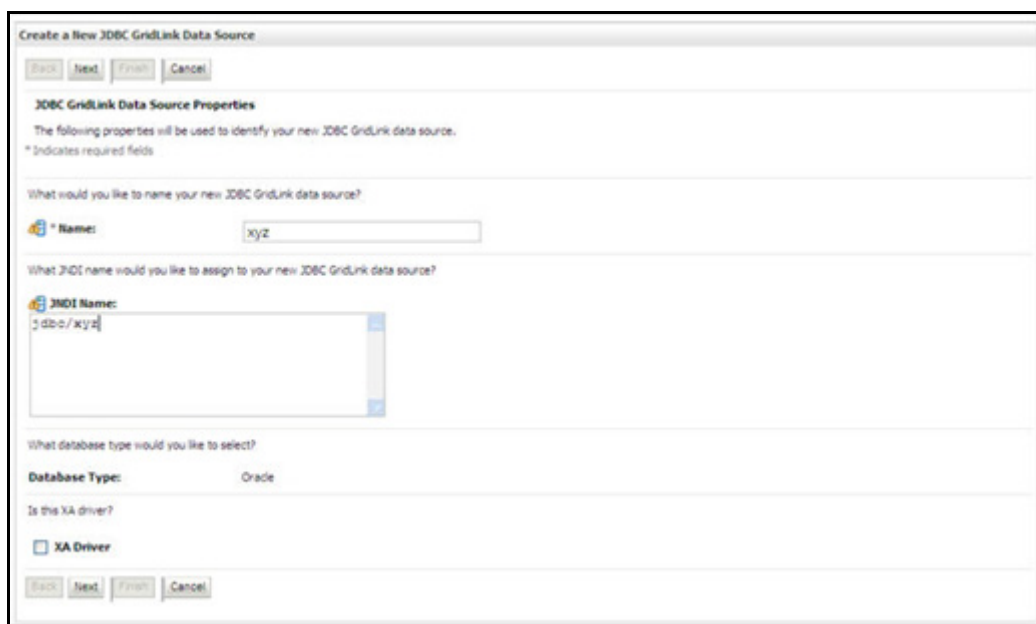 Create a New JDBC GridLink Data Source
Back Next Finish Cancel
JDBC GridLink Data Source Properties
The following properties will be used to identify your new JDBC GridLink data source.
* Indicates required fields
What would you like to name your new JDBC GridLink data source?
* Name: xyz
What JNDI name would you like to assign to your new JDBC GridLink data source?
JNDI Name:
jdbc/xyz
What database type would you like to select?
Database Type: Oracle
Is this XA driver?
XA Driver
Back Next Finish Cancel